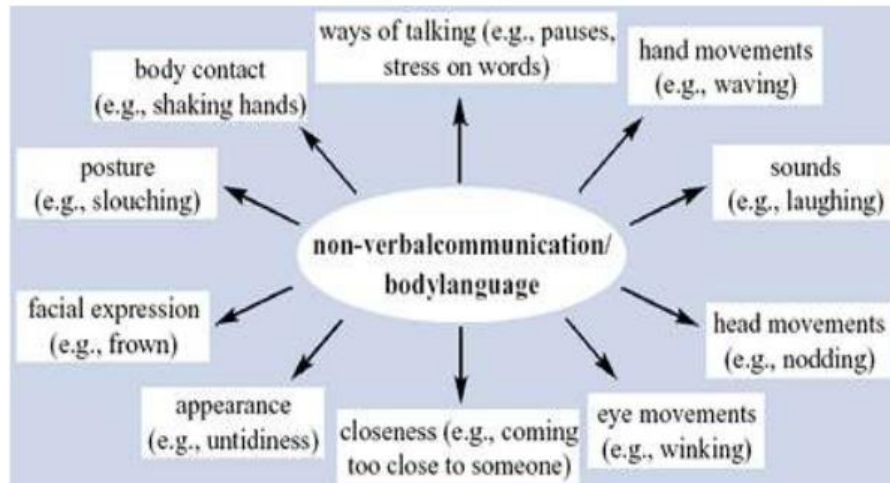 ways of talking (e.g., pauses,
stress on words)
hand movements
(e.g., waving)
body contact
(e.g., shaking hands)
posture
(e.g., slouching)
sounds
(e.g., laughing)
non-verbalcommunication/
bodylanguage
facial expression
(e.g., frown)
head movements
(e.g., nodding)
appearance
(e.g., untidiness)
closeness (e.g., coming
too close to someone)
eye movements
(e.g., winking)